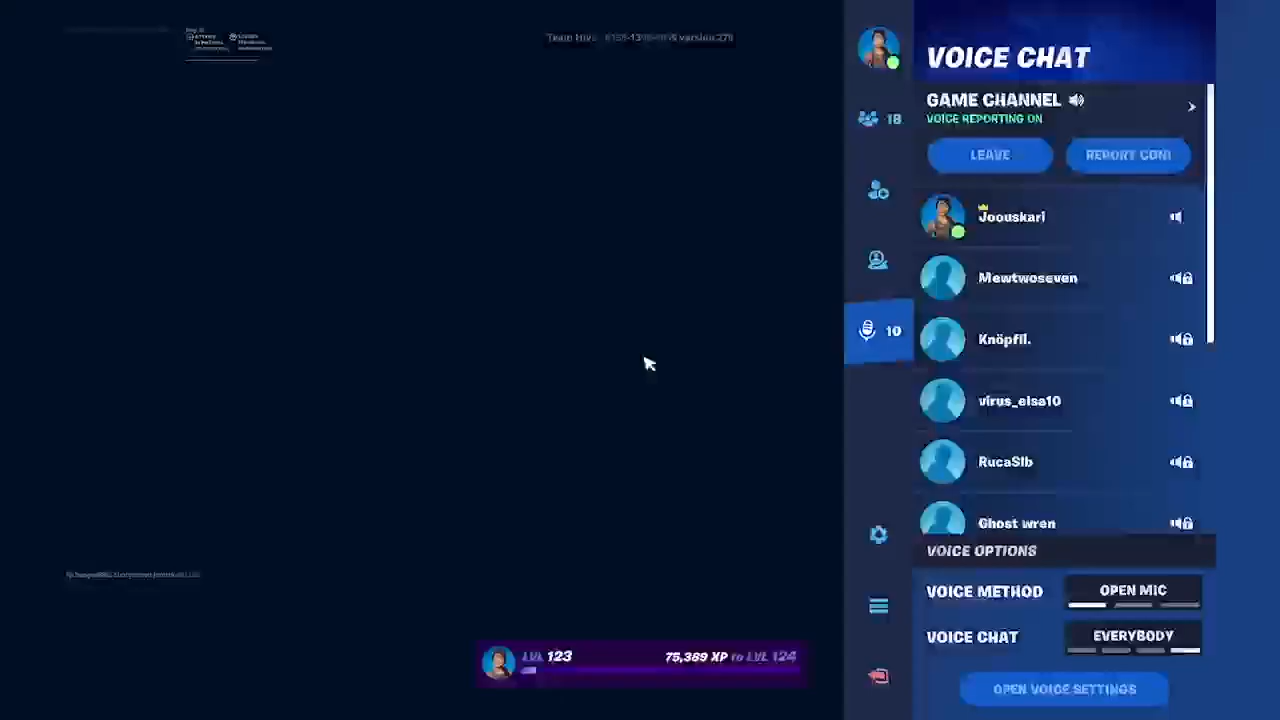 VOICE CHAT
GAME CHANNEL
VOICE REPORTING ON
LEAVE
REPORT CONI
18
Joouskari
Mewtwoseven
10
Knöpfli.
virus_elsa10
RucaSlb
Ghost wren
VOICE OPTIONS
VOICE METHOD
OPEN MIC
VOICE CHAT
EVERYBODY
OPEN VOICE SETTINGS
LVL 123
75,369 XP to LVL 124